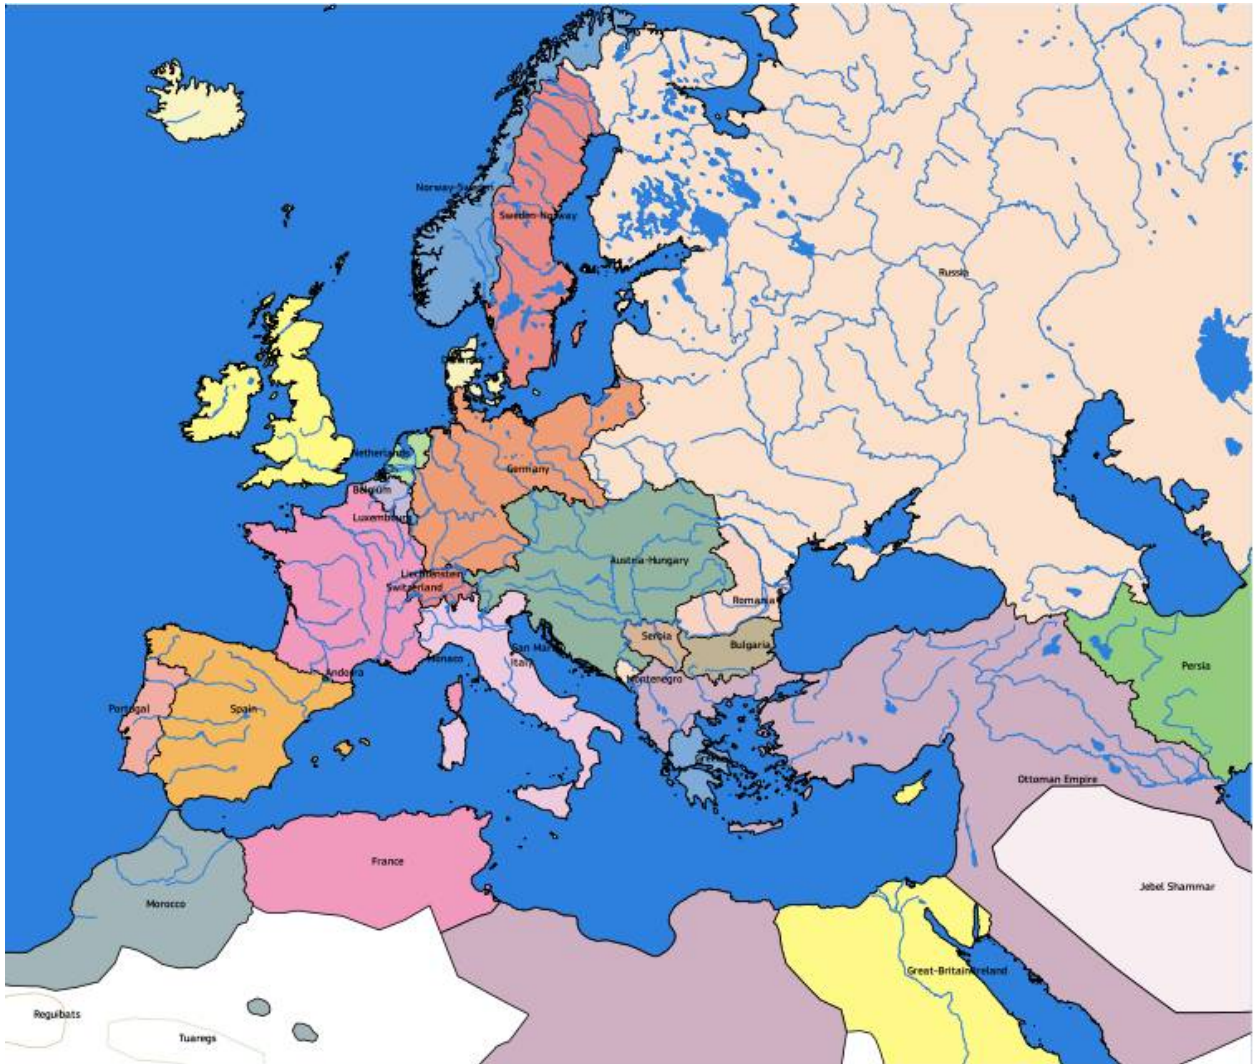 Norway-Sweden
Sweden-Norway
Russia
Netherlands
Germany
Belgium
Luxembourg
Austria-Hungary
Liechtenstein
Switzerland
Romania
Serbia
Bulgaria
Italy
Monaco
Andorra
Montenegro
Persia
Portugal
Spain
Ottoman Empire
France
Jebel Shammar
Morocco
Great-Britain-Ireland
Reguibats
Tuaregs